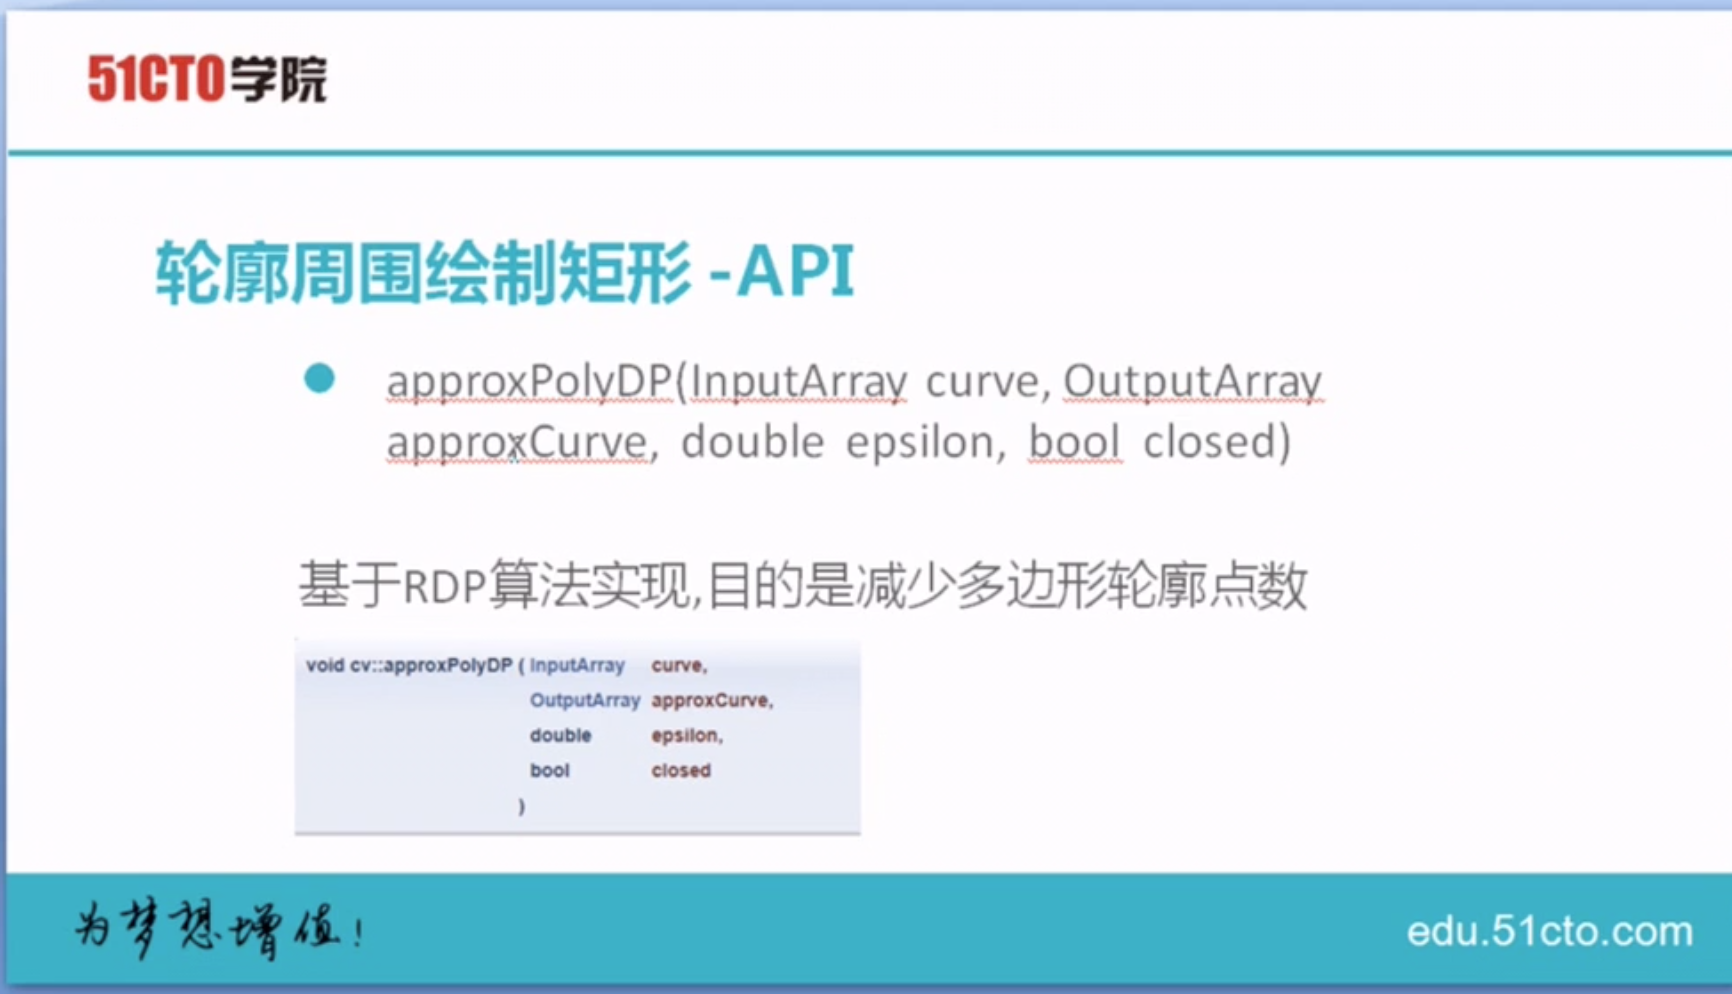 51CTO学院
轮廓周围绘制矩形 -API
approxPolyDP(InputArray curve, OutputArray
approxCurve, double epsilon, bool closed)
基于RDP算法实现,目的是减少多边形轮廓点数
void cv::approxPolyDP ( InputArray curve,
OutputArray approxCurve,
double epsilon,
bool closed
)
为梦想增值!
edu.51cto.com